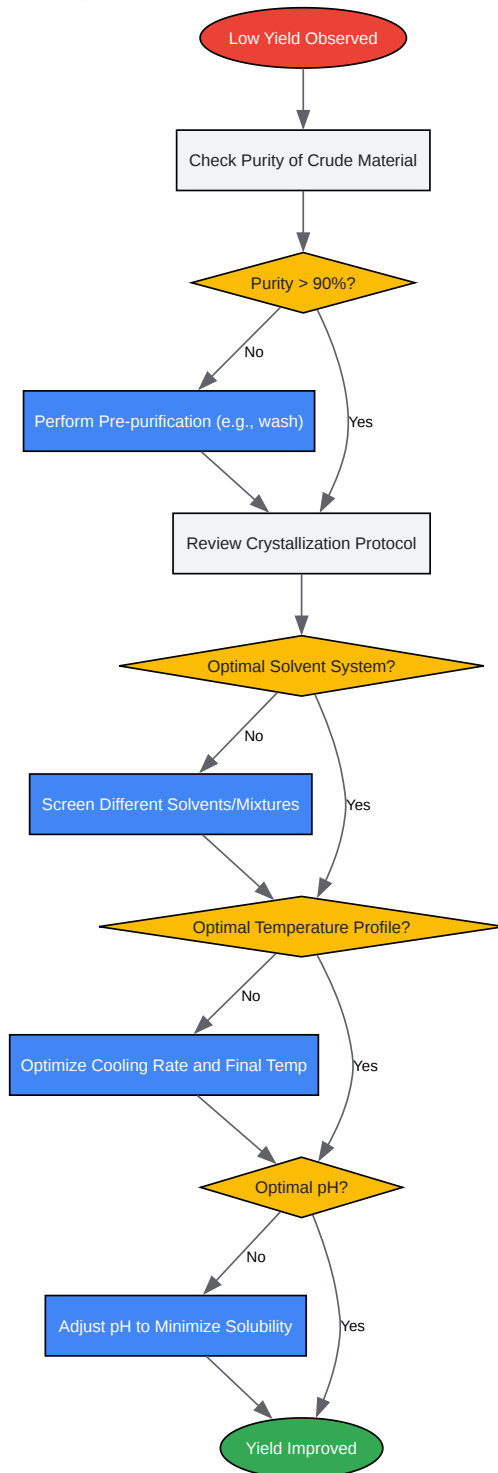 Low Yield Observed
Check Purity of Crude Material
Purity > 90%?
No
Perform Pre-purification (e.g., wash)
Yes
Review Crystallization Protocol
Optimal Solvent System?
No
Screen Different Solvents/Mixtures
Yes
Optimal Temperature Profile?
No
Optimize Cooling Rate and Final Temp
Yes
Optimal pH?
No
Adjust pH to Minimize Solubility
Yes
Yield Improved